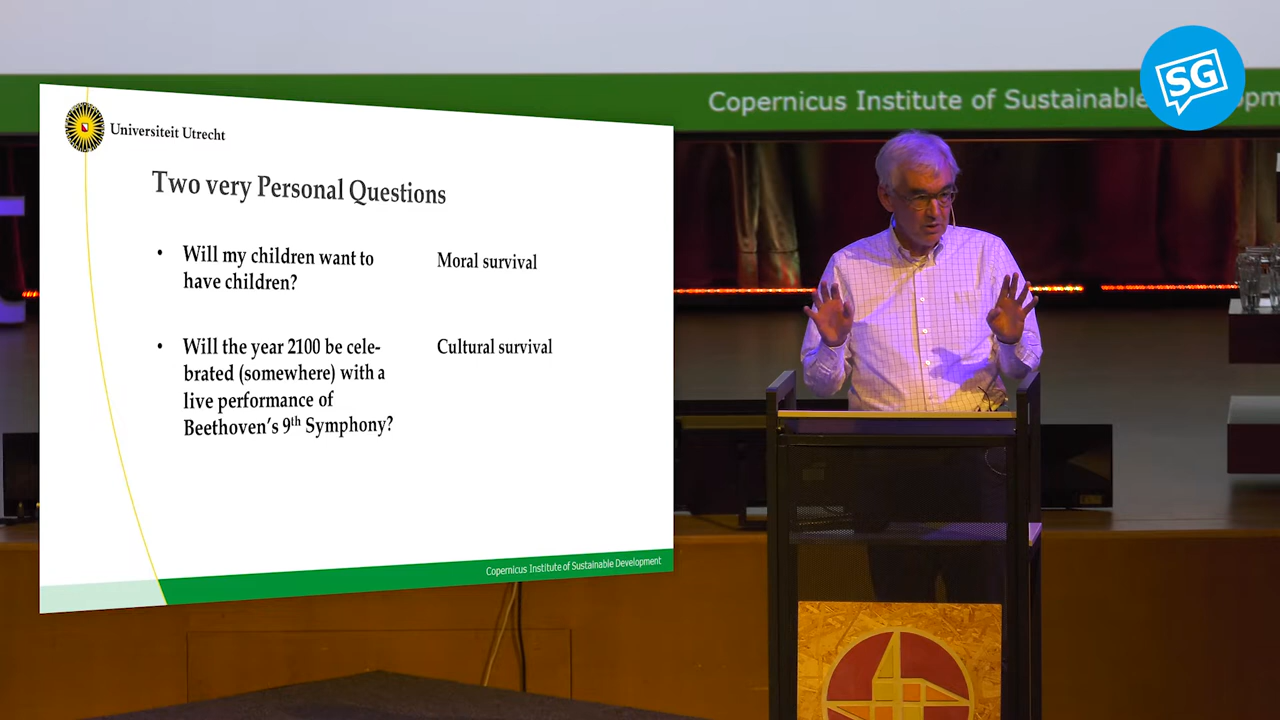 SG
Copernicus Institute of Sustainable
Universiteit Utrecht
Two very Personal Questions
• Will my children want to
have children?
Moral survival
• Will the year 2100 be cele-
brated (somewhere) with a
live performance of
Beethoven's 9th Symphony?
Cultural survival
Copernicus Institute of Sustainable Development